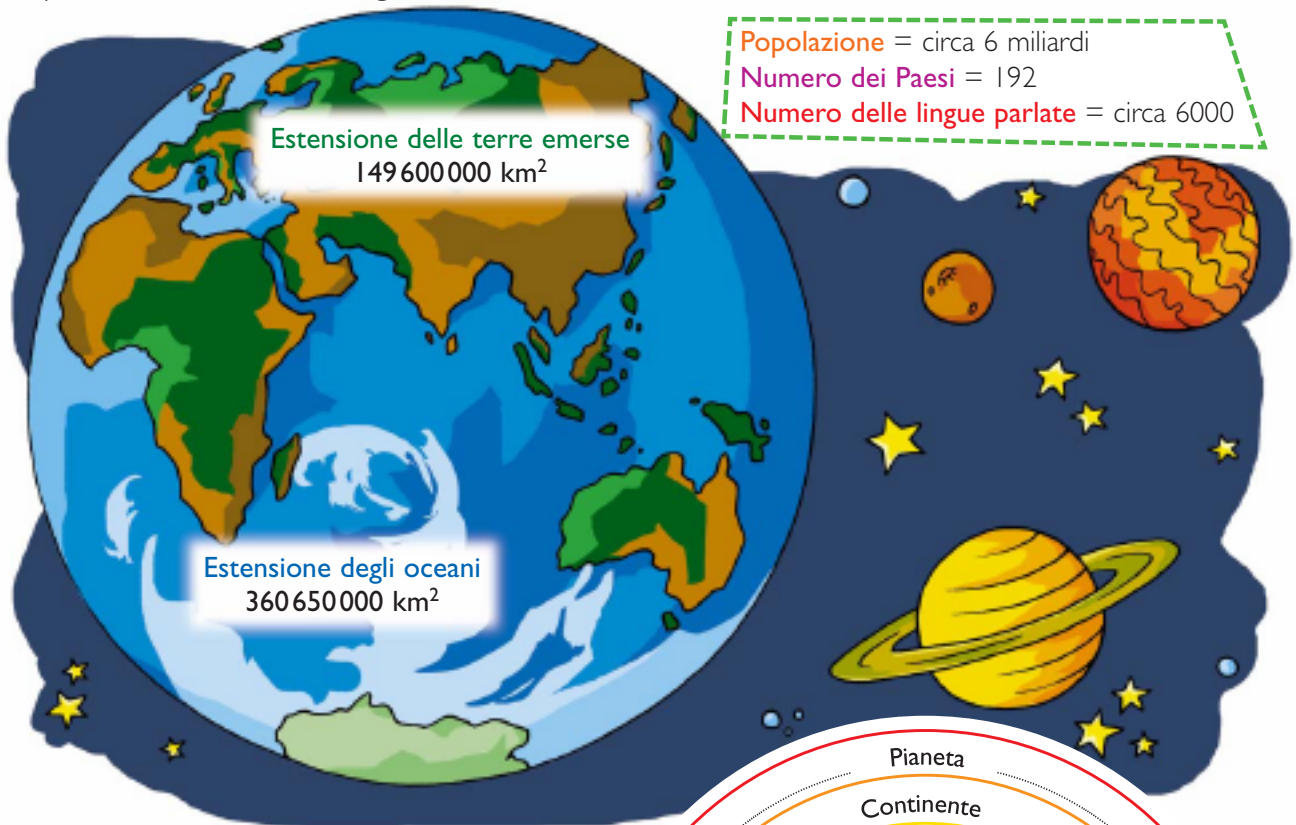 Popolazione = circa 6 miliardi
Numero dei Paesi = 192
Numero delle lingue parlate = circa 6000
Estensione delle terre emerse
149 600 000 km²
Estensione degli oceani
360 650 000 km²
Pianeta
Continente